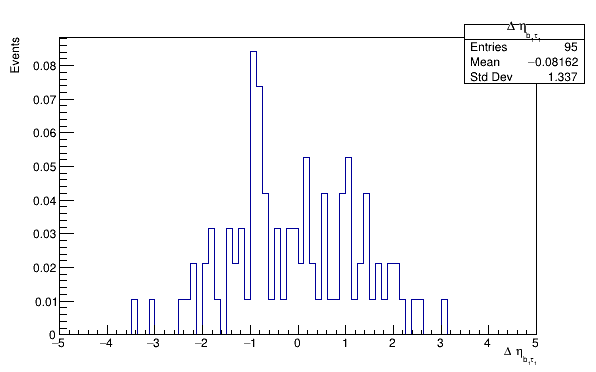 Δ η b₁τ₁
Entries 95
Mean −0.08162
Std Dev 1.337
Events
0.08
0.07
0.06
0.05
0.04
0.03
0.02
0.01
0
−5 −4 −3 −2 −1 0 1 2 3 4 5
Δ η b₁τ₁